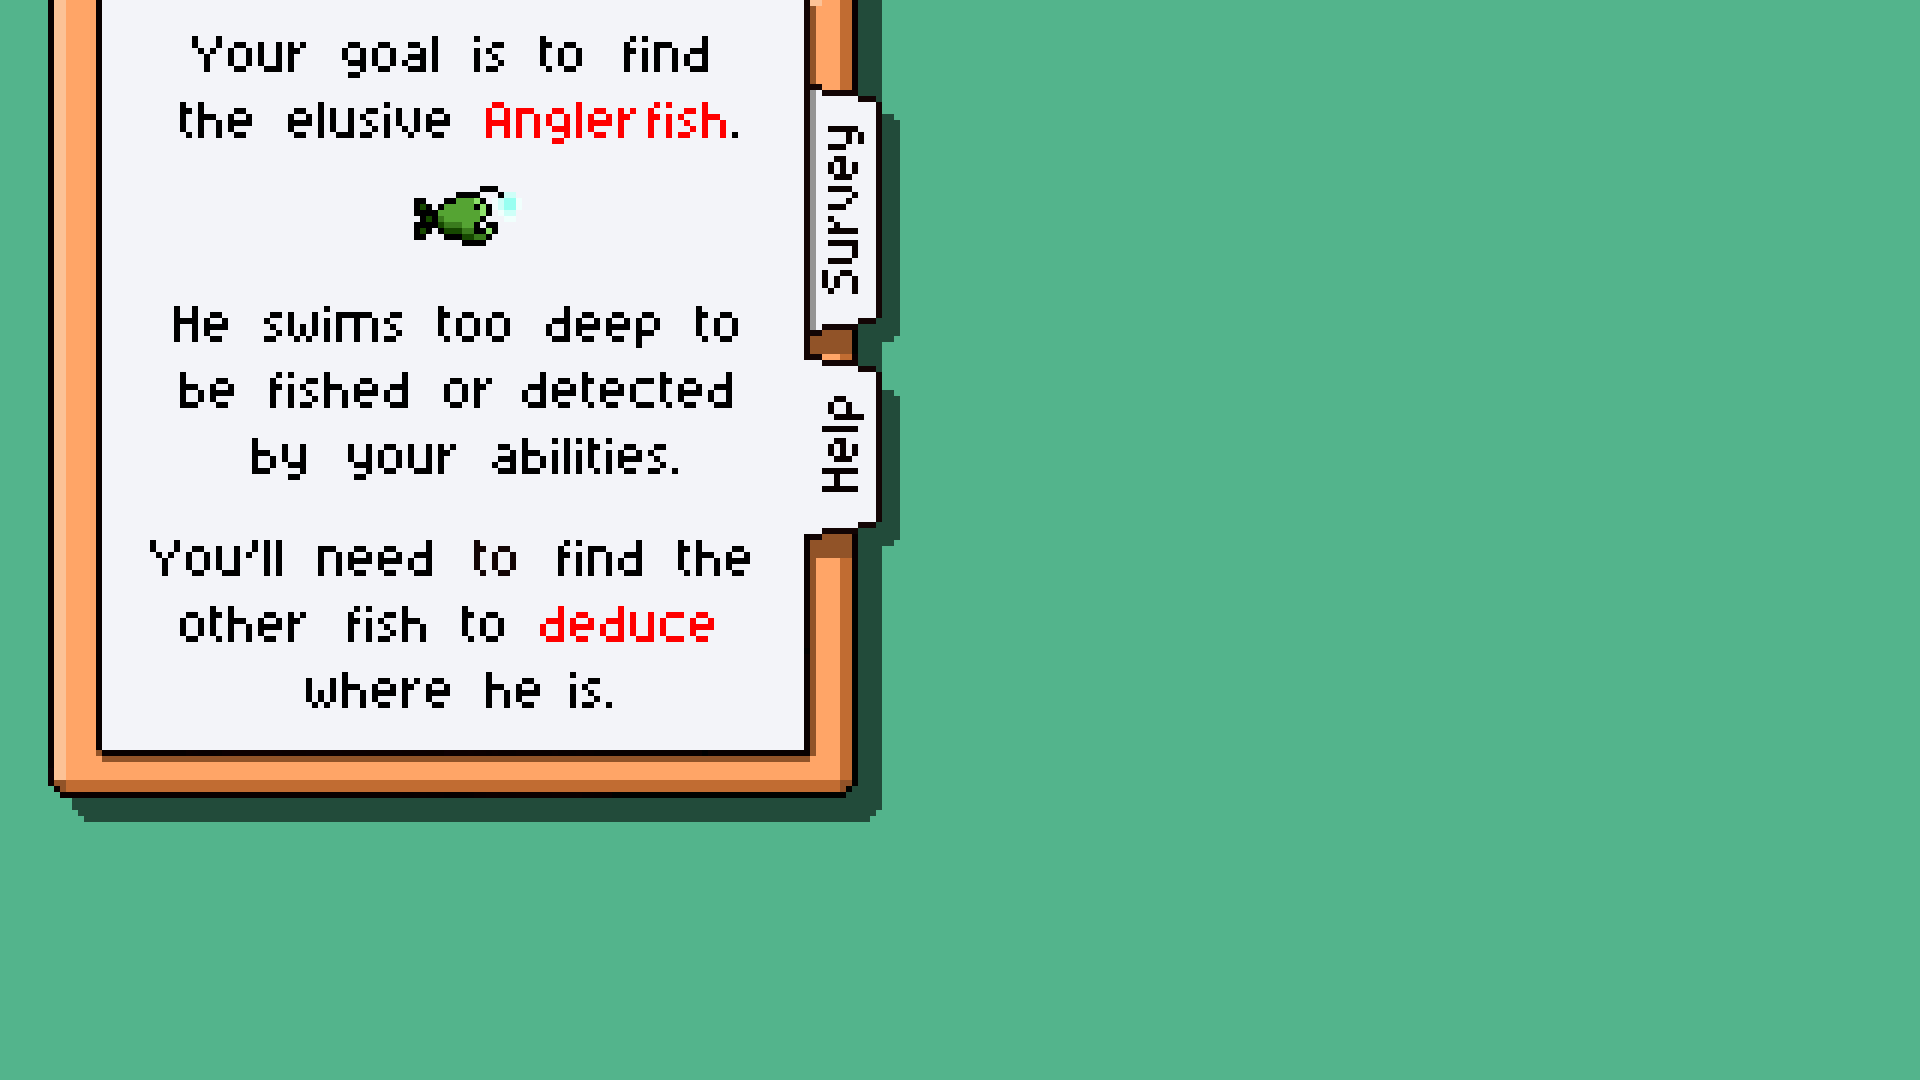 Your goal is to find
the elusive Anglerfish.
He swims too deep to
be fished or detected
by your abilities.
You'll need to find the
other fish to deduce
where he is.
Survey
Help